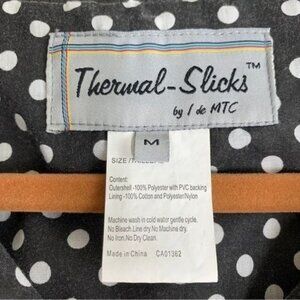 Thermal-Slicks™
by I de MTC
M
SIZE /
Content:
Outershell -100% Polyester with PVC backing
Lining -100% Cotton and Polyester/Nylon
Machine wash in cold water gentle cycle.
No Bleach.Line dry No Machine dry.
No Iron.No Dry Clean.
Made in China CA01362